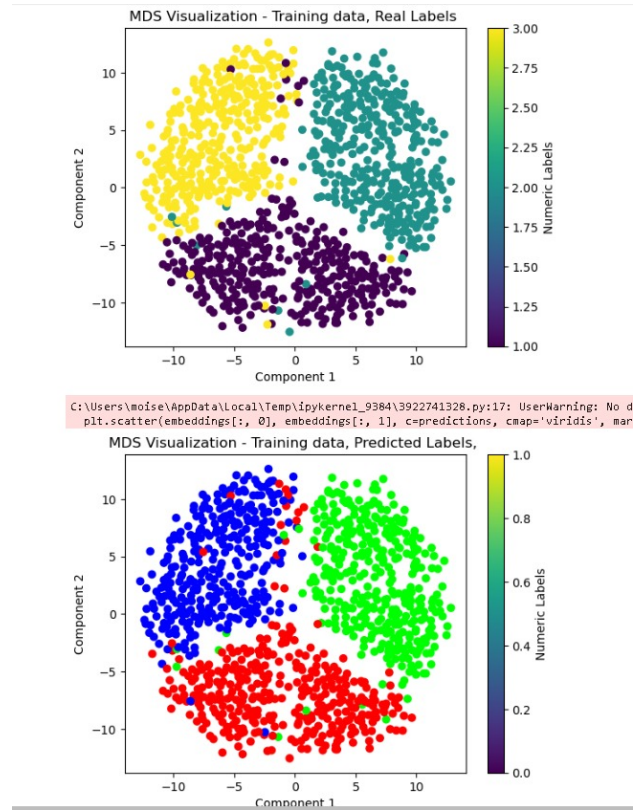 MDS Visualization - Training data, Real Labels
3.00
2.75
2.50
2.25
2.00
1.75
1.50
1.25
1.00
Numeric Labels
10
5
0
−5
−10
Component 2
−10 −5 0 5 10
Component 1
C:\Users\moise\AppData\Local\Temp\ipykernel_9384\3922741328.py:17: UserWarning: No d
plt.scatter(embeddings[:, 0], embeddings[:, 1], c=predictions, cmap='viridis', mar
MDS Visualization - Training data, Predicted Labels,
1.0
0.8
0.6
0.4
0.2
0.0
Numeric Labels
10
5
0
−5
−10
Component 2
−10 −5 0 5 10
Component 1